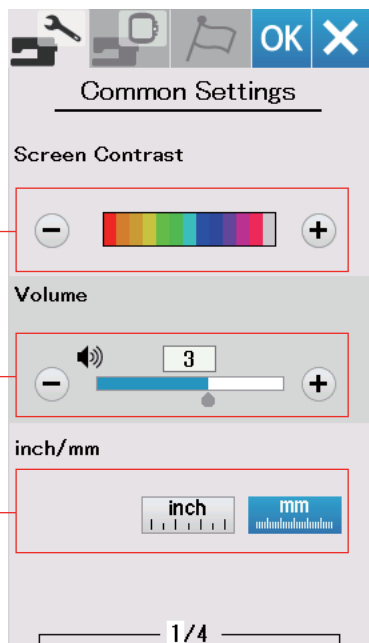 OK
Common Settings
Screen Contrast
Volume
3
inch/mm
inch
mm
1/4